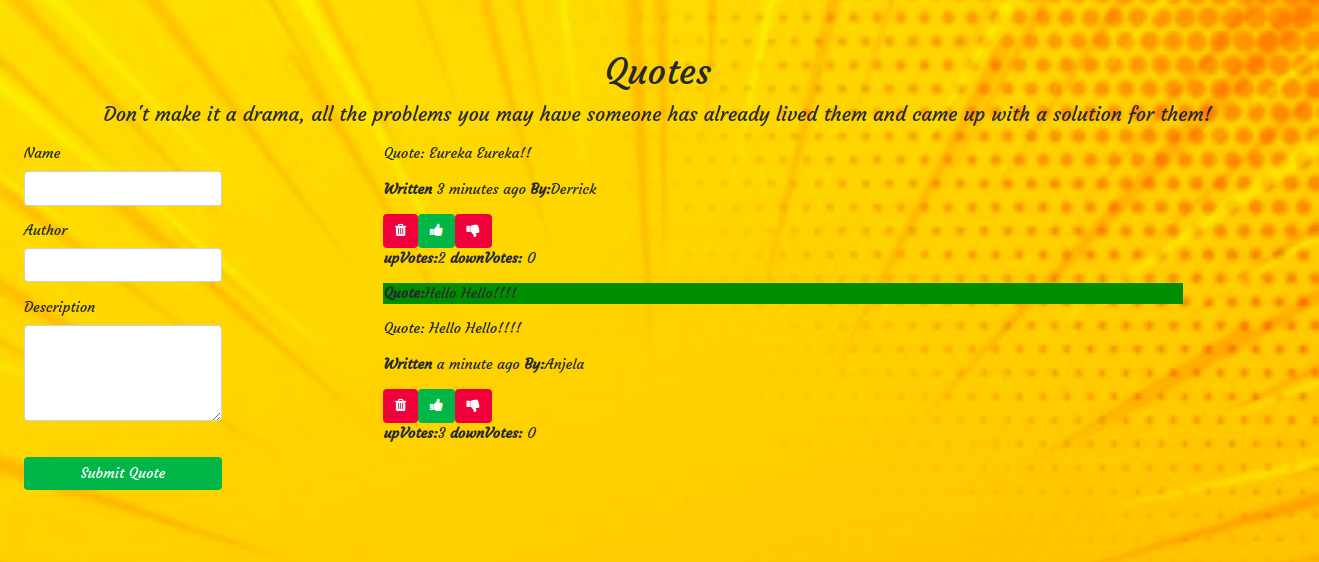 Quotes
Don't make it a drama, all the problems you may have someone has already lived them and came up with a solution for them!
Name
Author
Description
Submit Quote
Quote: Eureka Eureka!!
Written 3 minutes ago By:Derrick
upVotes:2 downVotes: 0
Quote:Hello Hello!!!!
Quote: Hello Hello!!!!
Written a minute ago By:Anjela
upVotes:3 downVotes: 0